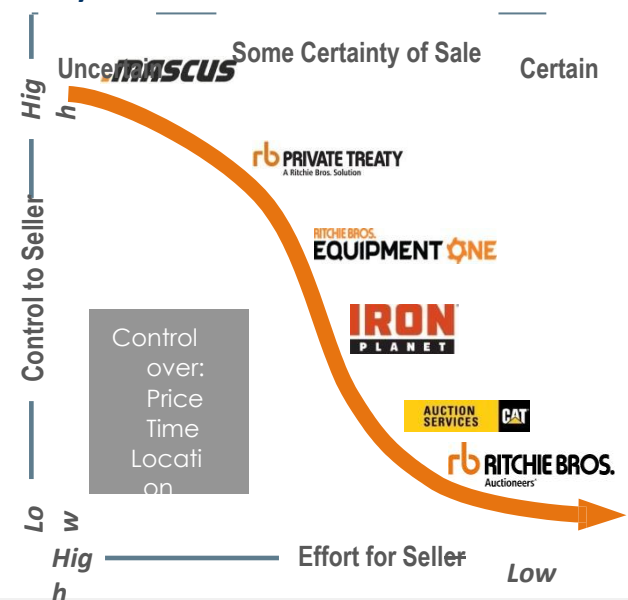 Uncertain
.MASCUS
Some Certainty of Sale
Certain
Hig
h
rb PRIVATE TREATY
A Ritchie Bros. Solution
RITCHIE BROS.
EQUIPMENT ONE
Control to Seller
IRON
PLANET
Control
over:
Price
Time
Locati
on
AUCTION
SERVICES
CAT
rb RITCHIE BROS.
Auctioneers
Lo
w
Hig
h
Effort for Seller
Low